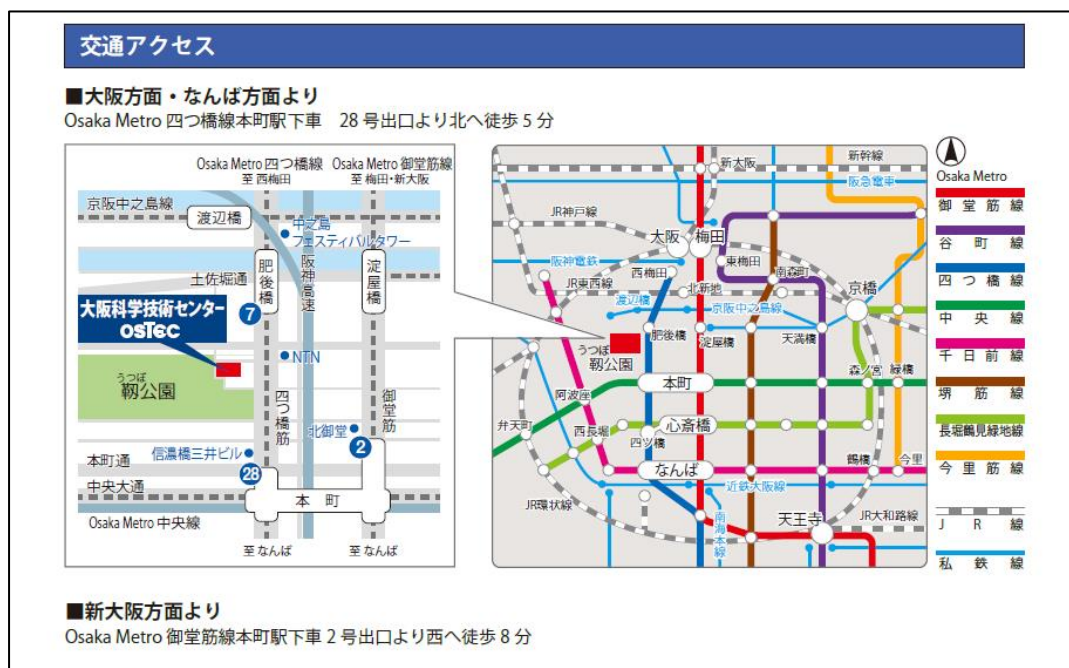 交通アクセス
■大阪方面・なんば方面より
Osaka Metro 四つ橋線本町駅下車　28 号出口より北へ徒歩 5 分
Osaka Metro 四つ橋線
至 西梅田
Osaka Metro 御堂筋線
至 梅田・新大阪
京阪中之島線
渡辺橋
中之島
フェスティバルタワー
土佐堀通
肥後橋
阪神高速
淀屋橋
大阪科学技術センター
OSTEC
7
NTN
うつぼ
靱公園
四つ橋筋
御堂筋
北御堂
2
信濃橋三井ビル
28
本町通
中央大通
本 町
Osaka Metro 中央線
至 なんば
至 なんば
新大阪
新幹線
阪急電車
JR神戸線
大阪
梅田
阪神電鉄
西梅田
東梅田
JR東西線
北新地
南森町
渡辺橋
京阪中之島線
京橋
肥後橋
淀屋橋
天満橋
うつぼ
靱公園
本町
森ノ宮
緑橋
阿波座
弁天町
西長堀
心斎橋
四ツ橋
なんば
鶴橋
今里
近鉄大阪線
JR環状線
南海本線
天王寺
JR大和路線
Osaka Metro
御堂筋線
谷町線
四つ橋線
中央線
千日前線
堺筋線
長堀鶴見緑地線
今里筋線
JR線
私鉄線
■新大阪方面より
Osaka Metro 御堂筋線本町駅下車 2 号出口より西へ徒歩 8 分